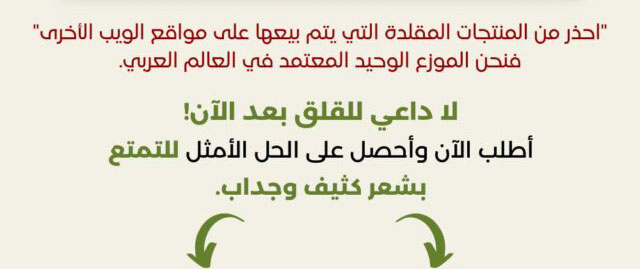 "احذر من المنتجات المقلدة التي يتم بيعها على مواقع الويب الأخرى"
فنحن الموزع الوحيد المعتمد في العالم العربي.
لا داعي للقلق بعد الآن!
أطلب الآن وأحصل على الحل الأمثل للتمتع
بشعر كثيف وجداب.